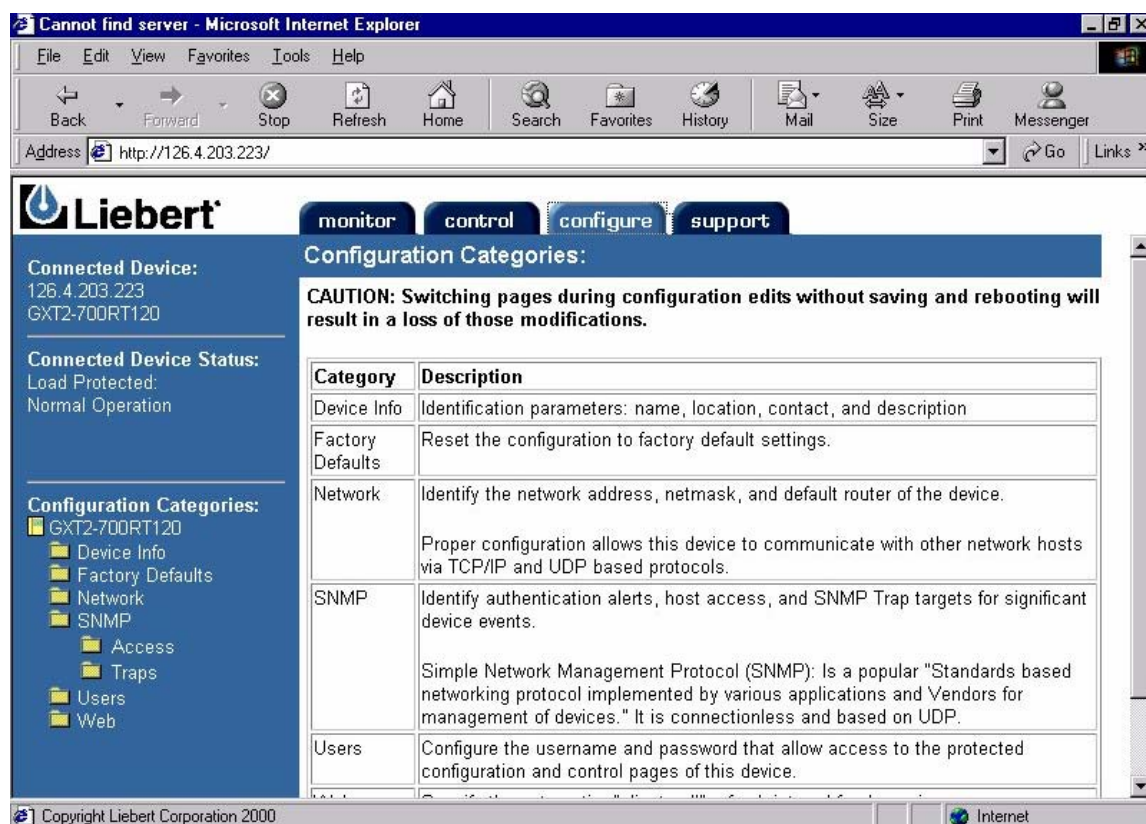 Cannot find server - Microsoft Internet Explorer
File Edit View Favorites Tools Help
Back Forward Stop Refresh Home Search Favorites History Mail Size Print Messenger
Address http://126.4.203.223/ Go Links »
Liebert
monitor control configure support
Connected Device:
126.4.203.223
GXT2-700RT120
Connected Device Status:
Load Protected:
Normal Operation
Configuration Categories:
GXT2-700RT120
Device Info
Factory Defaults
Network
SNMP
Access
Traps
Users
Web
Configuration Categories:
CAUTION: Switching pages during configuration edits without saving and rebooting will
result in a loss of those modifications.
Category Description
Device Info Identification parameters: name, location, contact, and description
Factory Defaults Reset the configuration to factory default settings.
Network Identify the network address, netmask, and default router of the device.
Proper configuration allows this device to communicate with other network hosts
via TCP/IP and UDP based protocols.
SNMP Identify authentication alerts, host access, and SNMP Trap targets for significant
device events.
Simple Network Management Protocol (SNMP): Is a popular "Standards based
networking protocol implemented by various applications and Vendors for
management of devices." It is connectionless and based on UDP.
Users Configure the username and password that allow access to the protected
configuration and control pages of this device.
Copyright Liebert Corporation 2000
Internet